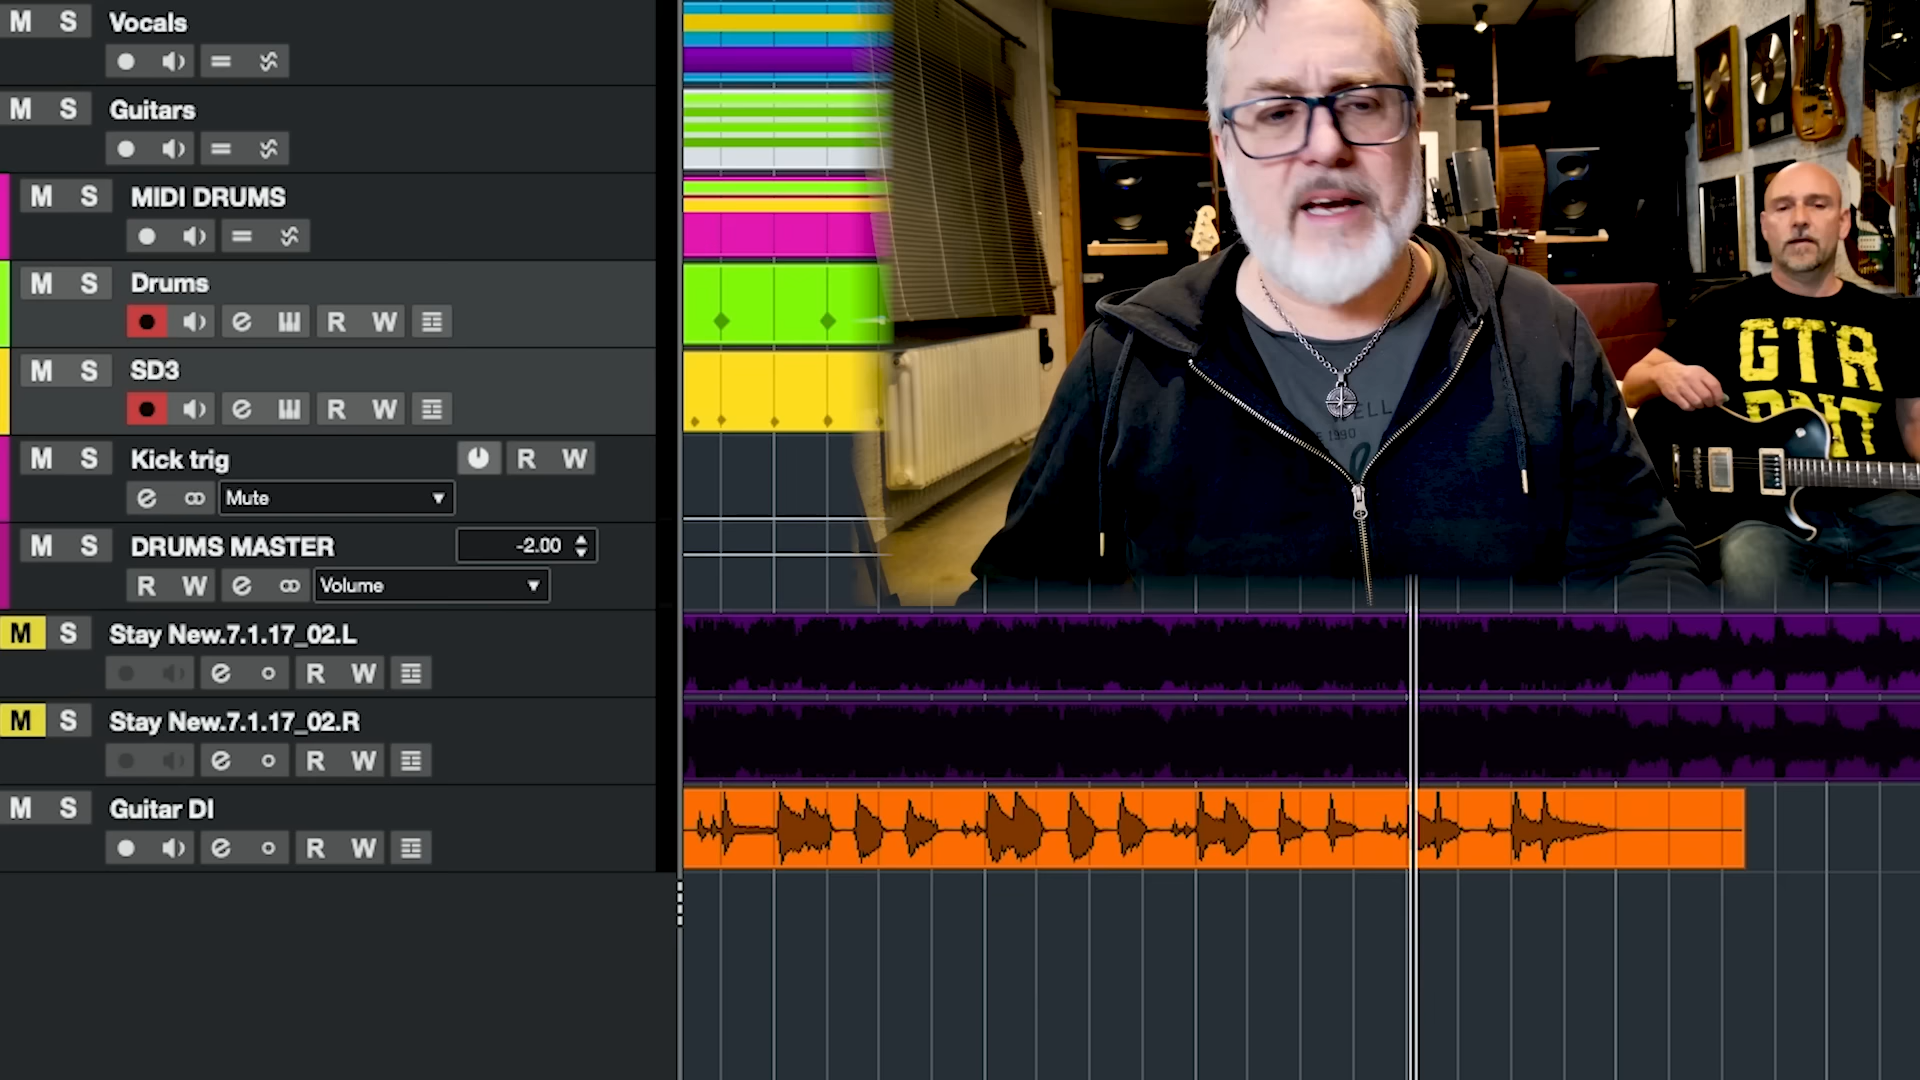 M S Vocals
M S Guitars
M S MIDI DRUMS
M S Drums
R W
M S SD3
R W
M S Kick trig R W
Mute
M S DRUMS MASTER -2.00
R W Volume
M S Stay New.7.1.17_02.L
R W
M S Stay New.7.1.17_02.R
R W
M S Guitar DI
R W
GTR
1990